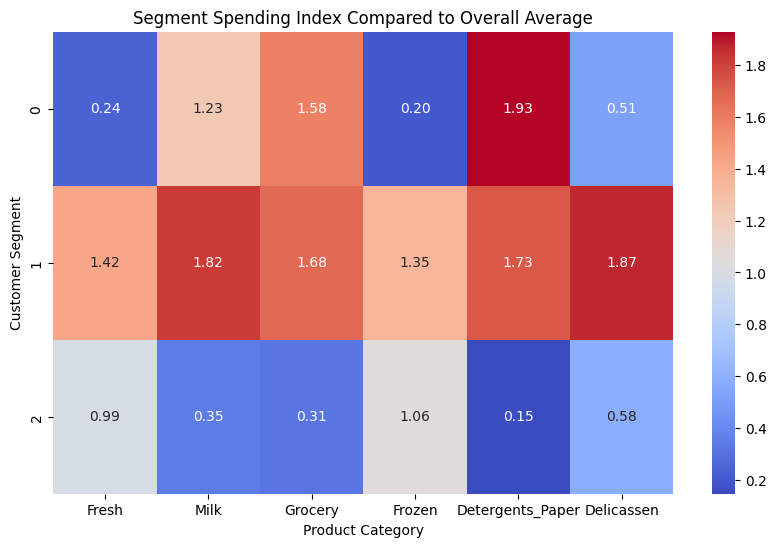 Segment Spending Index Compared to Overall Average
Customer Segment
0 0.24 1.23 1.58 0.20 1.93 0.51
1 1.42 1.82 1.68 1.35 1.73 1.87
2 0.99 0.35 0.31 1.06 0.15 0.58
Fresh Milk Grocery Frozen Detergents_Paper Delicassen
Product Category
1.8
1.6
1.4
1.2
1.0
0.8
0.6
0.4
0.2